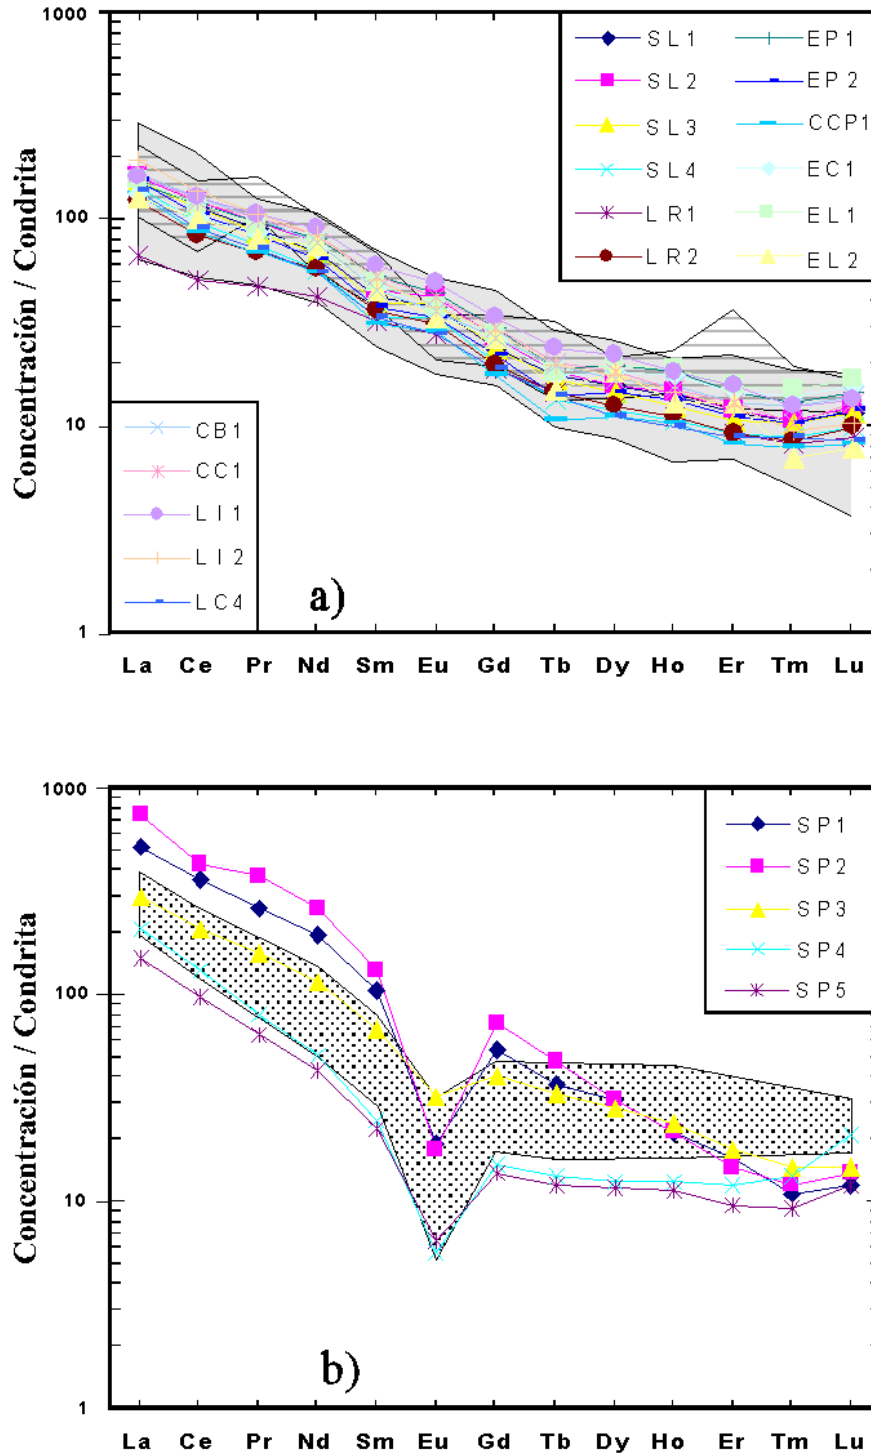 1000
100
10
1
Concentración / Condrita
SL1
SL2
SL3
SL4
LR1
LR2
EP1
EP2
CCP1
EC1
EL1
EL2
CB1
CC1
LI1
LI2
LC4
a)
La Ce Pr Nd Sm Eu Gd Tb Dy Ho Er Tm Lu
1000
100
10
1
Concentración / Condrita
SP1
SP2
SP3
SP4
SP5
b)
La Ce Pr Nd Sm Eu Gd Tb Dy Ho Er Tm Lu